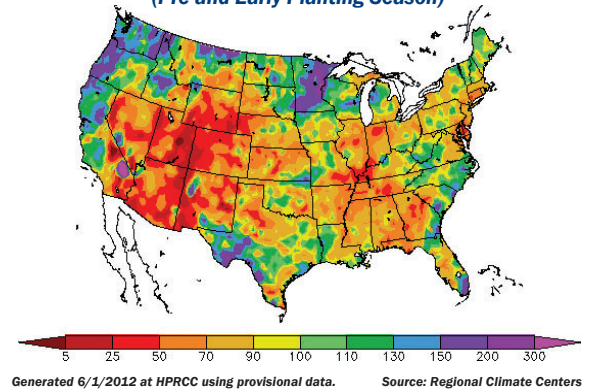 (Pre and Early Planting Season)
5 25 50 70 90 100 110 130 150 200 300
Generated 6/1/2012 at HPRCC using provisional data. Source: Regional Climate Centers